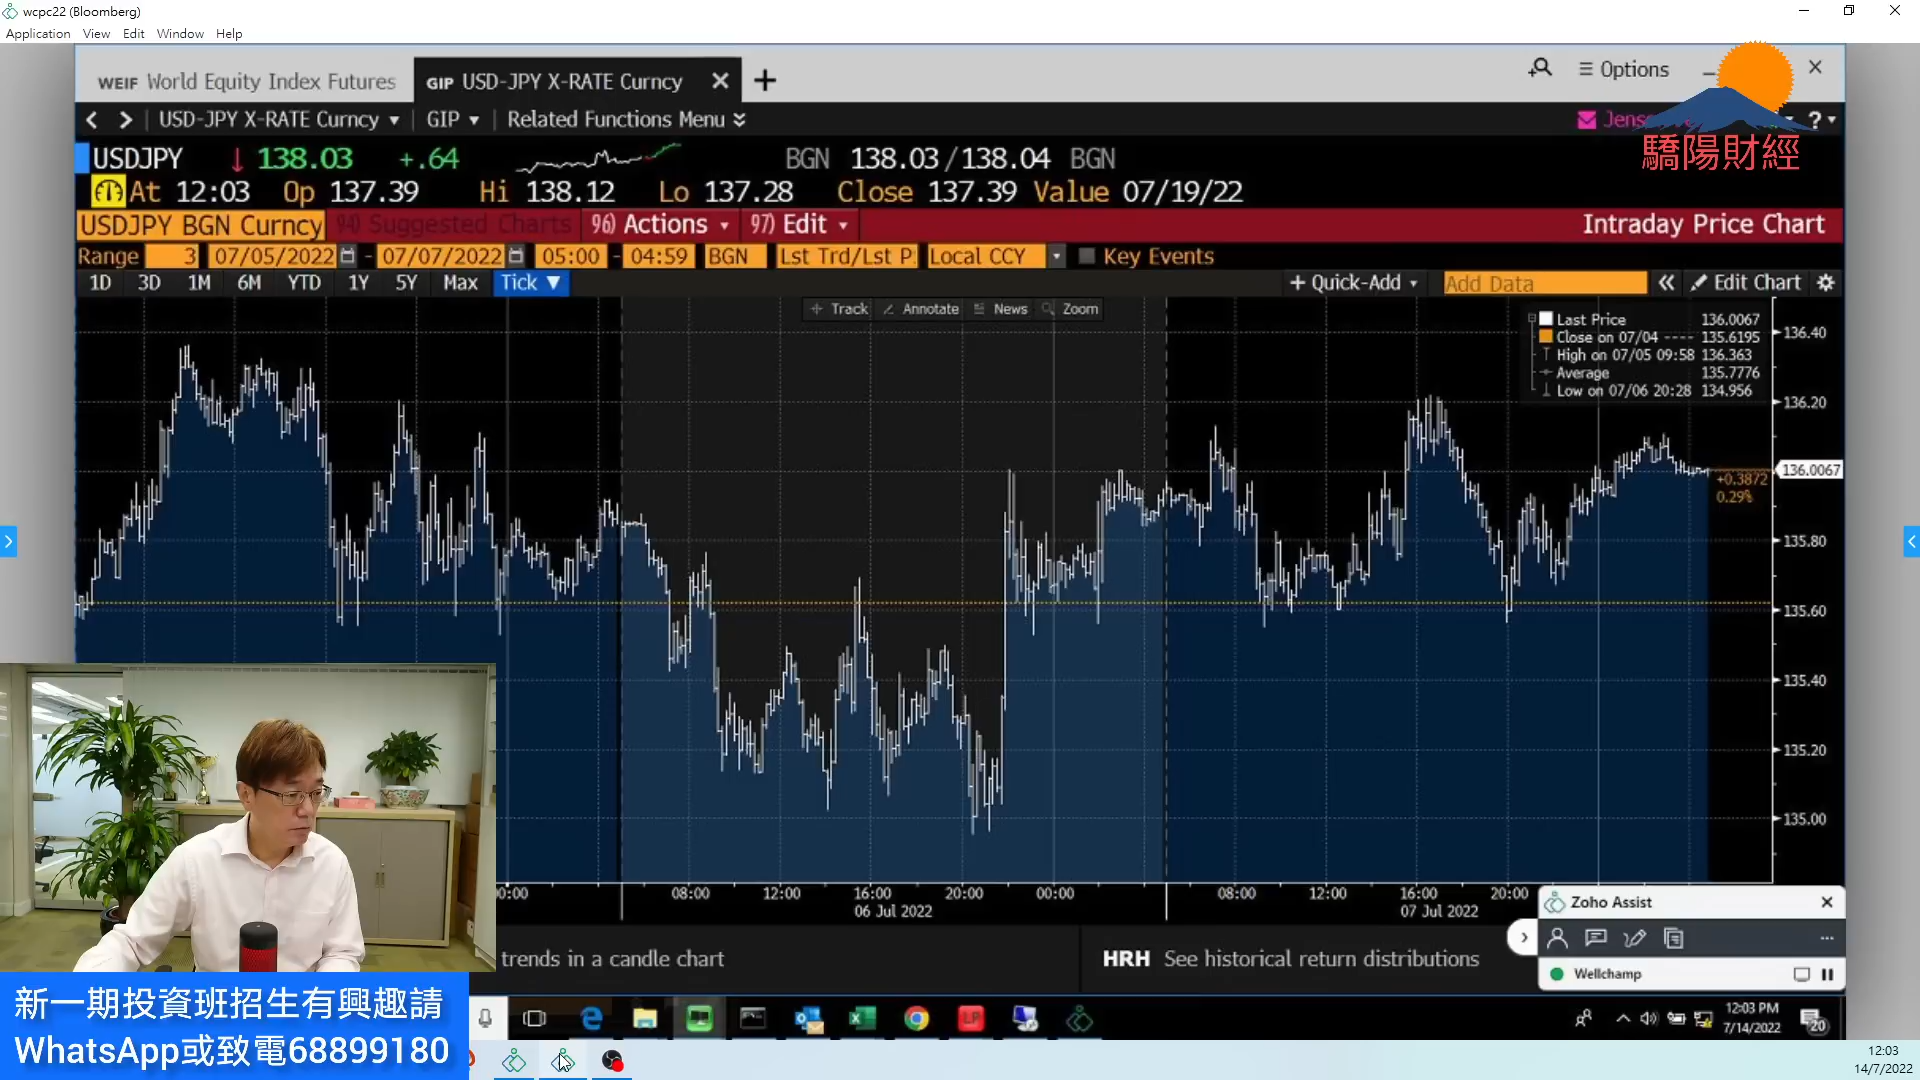 wcpc22 (Bloomberg)
Application View Edit Window Help
WEIF World Equity Index Futures
GIP USD-JPY X-RATE Curncy
Options
USD-JPY X-RATE Curncy GIP Related Functions Menu
?
驕陽財經
USDJPY ↓ 138.03 +.64 BGN 138.03/138.04 BGN
At 12:03 Op 137.39 Hi 138.12 Lo 137.28 Close 137.39 Value 07/19/22
USDJPY BGN Curncy 94) Suggested Charts 96) Actions 97) Edit Intraday Price Chart
Range 3 07/05/2022 - 07/07/2022 05:00 - 04:59 BGN Lst Trd/Lst P Local CCY Key Events
1D 3D 1M 6M YTD 1Y 5Y Max Tick ▼ + Quick-Add Add Data « Edit Chart
Track Annotate News Zoom
Last Price 136.0067
Close on 07/04 ---- 135.6195
High on 07/05 09:58 136.363
Average 135.7776
Low on 07/06 20:28 134.956
136.40
136.20
136.0067
+0.3872
0.29%
135.80
135.60
135.40
135.20
135.00
00:00 08:00 12:00 16:00 20:00 00:00 08:00 12:00 16:00 20:00
06 Jul 2022 07 Jul 2022
trends in a candle chart
HRH See historical return distributions
Zoho Assist
Wellchamp
12:03 PM
7/14/2022
20
新一期投資班招生有興趣請
WhatsApp或致電68899180
12:03
14/7/2022